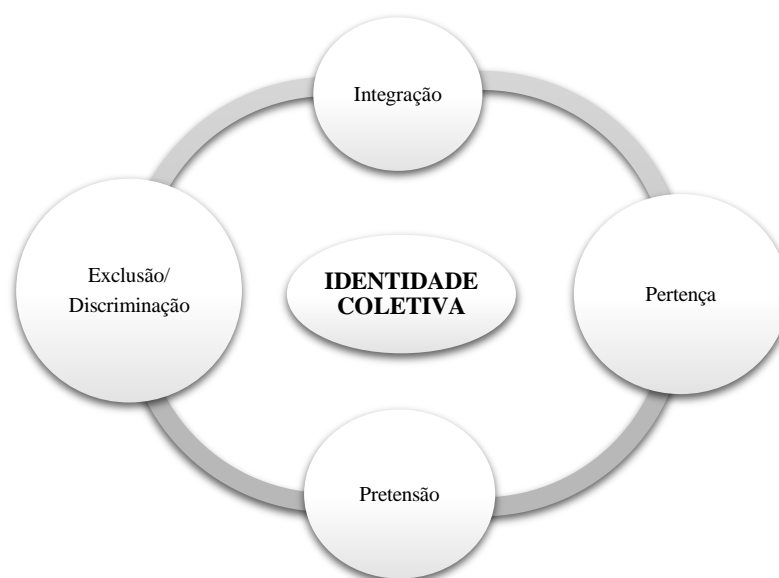 Integração
Exclusão/
Discriminação
IDENTIDADE
COLETIVA
Pertença
Pretensão